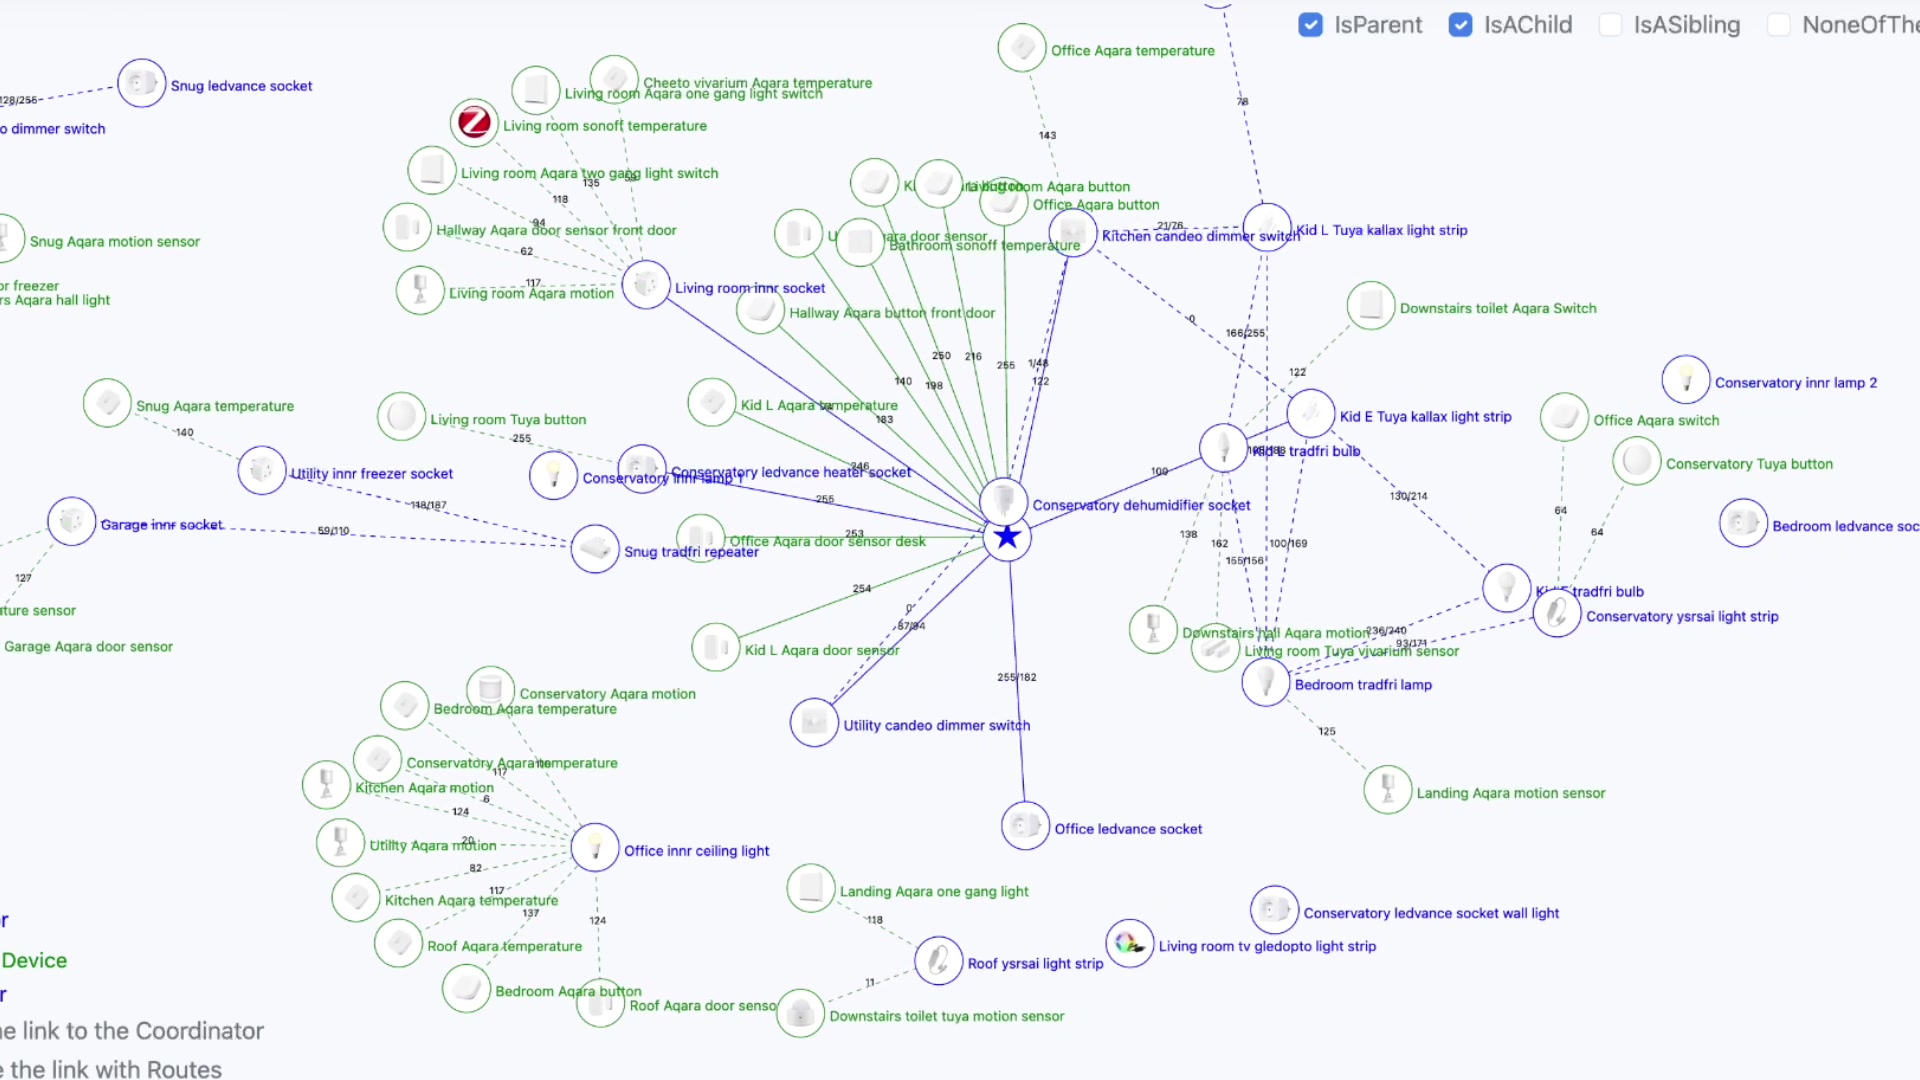 IsParent
IsAChild
IsASibling
NoneOfThe
Office Aqara temperature
Snug ledvance socket
128/255
o dimmer switch
Cheeto vivarium Aqara temperature
Living room Aqara one gang light switch
Living room sonoff temperature
Living room Aqara two gang light switch
135
118
94
Hallway Aqara door sensor front door
62
117
Living room Aqara motion
Living room innr socket
78
143
Living room Aqara button
Office Aqara button
Kitchen candeo dimmer switch
21/76
Kid L Tuya kallax light strip
Bathroom sonoff temperature
Hallway Aqara button front door
Snug Aqara motion sensor
or freezer
rs Aqara hall light
Downstairs toilet Aqara Switch
0
166/255
122
250
216
255
1/48
122
140
198
183
Conservatory innr lamp 2
Snug Aqara temperature
140
Living room Tuya button
255
Kid L Aqara temperature
Kid E Tuya kallax light strip
Office Aqara switch
Conservatory Tuya button
Utility innr freezer socket
Conservatory innr lamp 1
Conservatory ledvance heater socket
246
255
109
Kid L tradfri bulb
130/214
118/187
Conservatory dehumidifier socket
64
64
Bedroom ledvance soc
Garage innr socket
59/110
Snug tradfri repeater
Office Aqara door sensor desk
253
138
162
100/169
155/156
127
254
0
87/94
ture sensor
Garage Aqara door sensor
Kid L Aqara door sensor
Kid E tradfri bulb
Conservatory ysrsai light strip
Downstairs hall Aqara motion
236/240
93/171
Living room Tuya vivarium sensor
Bedroom tradfri lamp
255/182
Conservatory Aqara motion
Bedroom Aqara temperature
Utility candeo dimmer switch
125
Conservatory Aqara temperature
117
Kitchen Aqara motion
6
124
Landing Aqara motion sensor
Utility Aqara motion
20
Office innr ceiling light
Office ledvance socket
82
117
Kitchen Aqara temperature
137
124
Landing Aqara one gang light
118
Conservatory ledvance socket wall light
Roof Aqara temperature
Living room tv gledopto light strip
Roof ysrsai light strip
11
Bedroom Aqara button
Roof Aqara door senso
Downstairs toilet tuya motion sensor
r
Device
r
ne link to the Coordinator
e the link with Routes